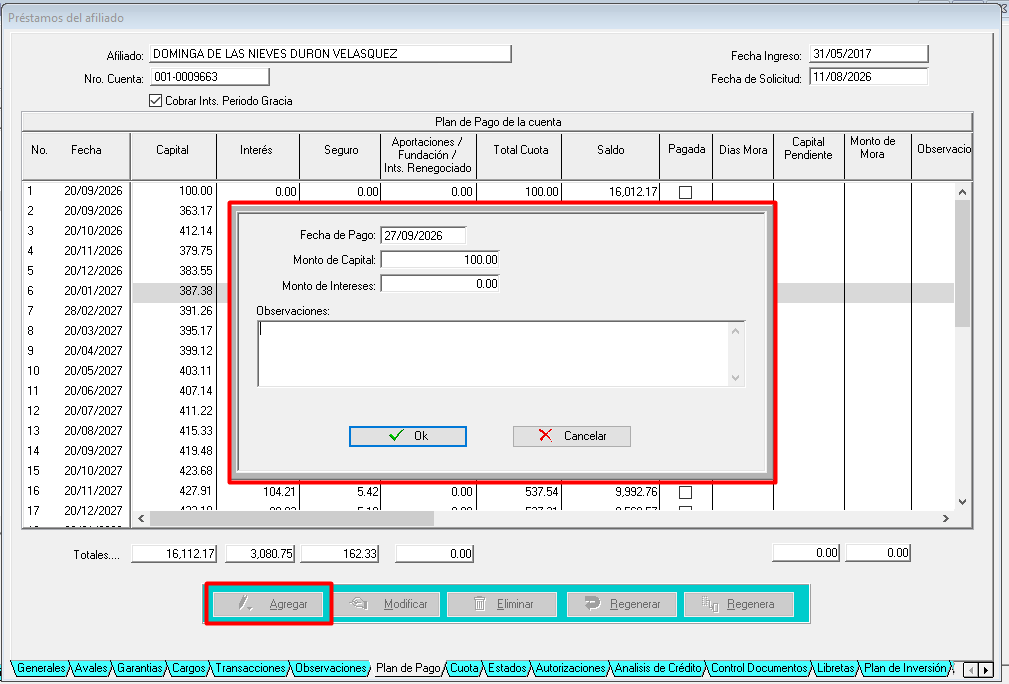 Préstamos del afiliado
Afiliado: DOMINGA DE LAS NIEVES DURON VELASQUEZ Fecha Ingreso: 31/05/2017
Nro. Cuenta: 001-0009663 Fecha de Solicitud: 11/08/2026
Cobrar Ints. Periodo Gracia
Plan de Pago de la cuenta
No. Fecha Capital Interés Seguro Aportaciones / Fundación / Ints. Renegociado Total Cuota Saldo Pagada Dias Mora Capital Pendiente Monto de Mora Observacio
1 20/09/2026 100.00 0.00 0.00 0.00 100.00 16,012.17
2 20/09/2026 363.17
3 20/10/2026 412.14
4 20/11/2026 379.75
5 20/12/2026 383.55
6 20/01/2027 387.38
7 28/02/2027 391.26
8 20/03/2027 395.17
9 20/04/2027 399.12
10 20/05/2027 403.11
11 20/06/2027 407.14
12 20/07/2027 411.22
13 20/08/2027 415.33
14 20/09/2027 419.48
15 20/10/2027 423.68
16 20/11/2027 427.91 104.21 5.42 0.00 537.54 9,992.76
17 20/12/2027
Fecha de Pago: 27/09/2026
Monto de Capital: 100.00
Monto de Intereses: 0.00
Observaciones:
Ok Cancelar
Totales.... 16,112.17 3,080.75 162.33 0.00 0.00 0.00
Agregar Modificar Eliminar Regenerar Regenera
Generales Avales Garantias Cargos Transacciones Observaciones Plan de Pago Cuota Estados Autorizaciones Analisis de Crédito Control Documentos Libretas Plan de Inversión